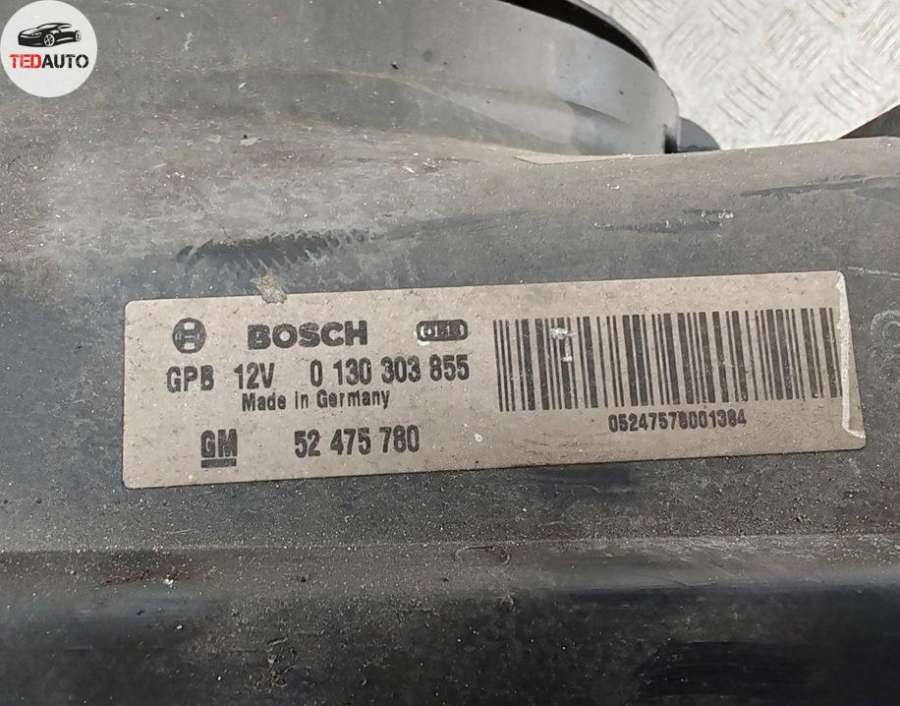 TEDAUTO
BOSCH
GPB 12V 0 130 303 855
Made in Germany
GM 52 475 780
05247578001384